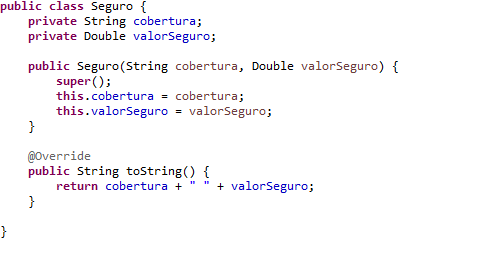 public class Seguro {
    private String cobertura;
    private Double valorSeguro;

    public Seguro(String cobertura, Double valorSeguro) {
        super();
        this.cobertura = cobertura;
        this.valorSeguro = valorSeguro;
    }

    @Override
    public String toString() {
        return cobertura + " " + valorSeguro;
    }

}